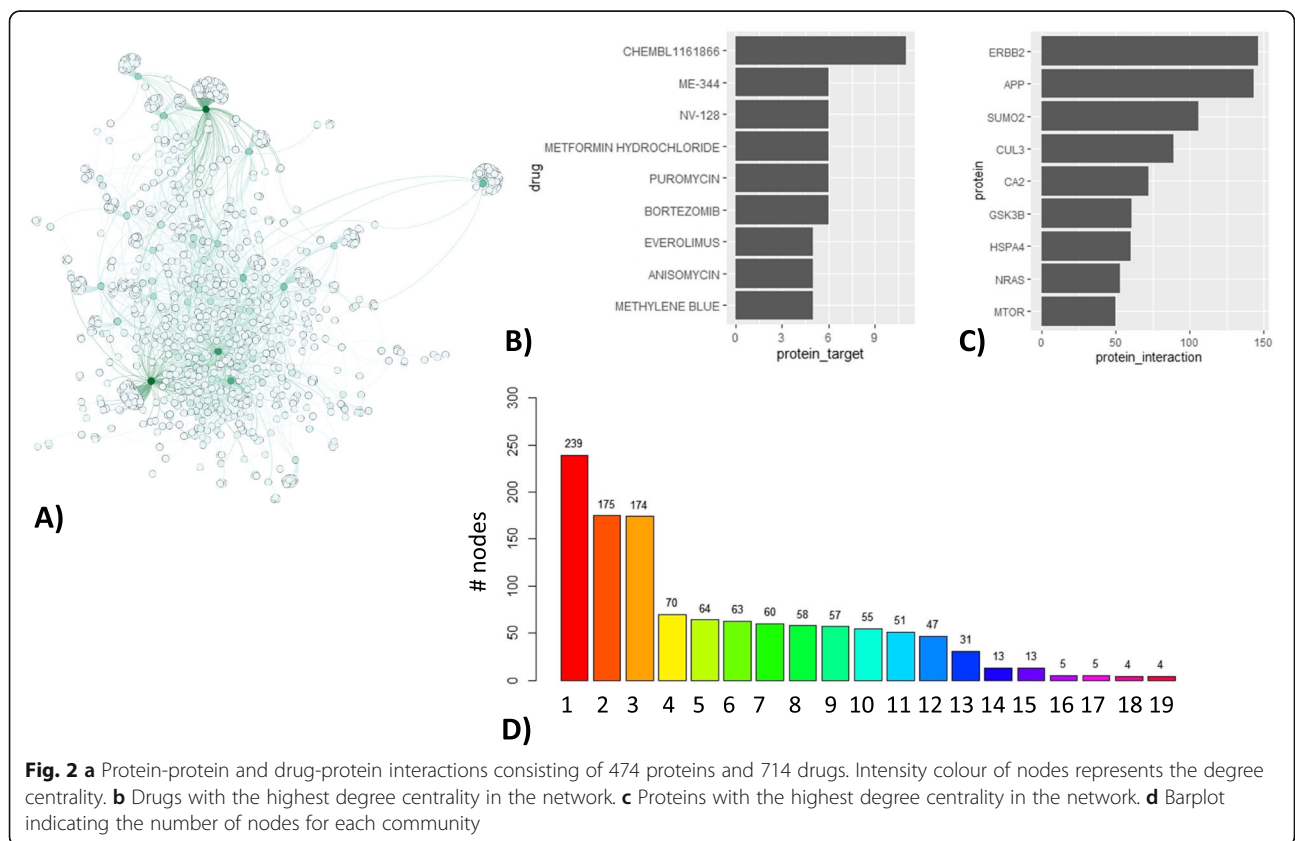 A)
B)
drug
CHEMBL1161866
ME-344
NV-128
METFORMIN HYDROCHLORIDE
PUROMYCIN
BORTEZOMIB
EVEROLIMUS
ANISOMYCIN
METHYLENE BLUE
0 3 6 9
protein_target
C)
protein
ERBB2
APP
SUMO2
CUL3
CA2
GSK3B
HSPA4
NRAS
MTOR
0 50 100 150
protein_interaction
D)
# nodes
300
250
200
150
100
50
0
239 175 174 70 64 63 60 58 57 55 51 47 31 13 13 5 5 4 4
1 2 3 4 5 6 7 8 9 10 11 12 13 14 15 16 17 18 19
Fig. 2 a Protein-protein and drug-protein interactions consisting of 474 proteins and 714 drugs. Intensity colour of nodes represents the degree
centrality. b Drugs with the highest degree centrality in the network. c Proteins with the highest degree centrality in the network. d Barplot
indicating the number of nodes for each community